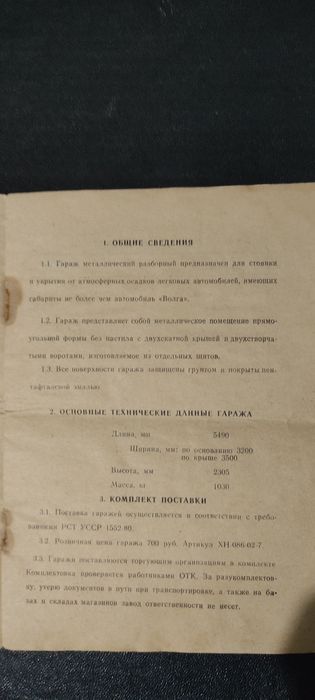 1. ОБЩИЕ СВЕДЕНИЯ
1.1. Гараж металлический разборный предназначен для стоянки
и укрытия от атмосферных осадков легковых автомобилей, имеющих
габариты не более чем автомобиль «Волга».
1.2. Гараж представляет собой металлическое помещение прямо-
угольной формы без настила с двухскатной крышей и двухстворча-
тыми воротами, изготовляемое из отдельных щитов.
1.3. Все поверхности гаража защищены грунтом и покрыты пен-
тафталевой эмалью.
2. ОСНОВНЫЕ ТЕХНИЧЕСКИЕ ДАННЫЕ ГАРАЖА
Длина, мм 5490
Ширина, мм: по основанию 3200
по крыше 3500
Высота, мм 2305
Масса, кг 1030
3. КОМПЛЕКТ ПОСТАВКИ
3.1. Поставка гаражей осуществляется в соответствии с требо-
ваниями РСТ УССР 1552-80.
3.2. Розничная цена гаража 700 руб. Артикул ХН-086-02-7.
3.3. Гаражи поставляются торгующим организациям в комплекте
Комплектовка проверяется работниками ОТК. За разукомплектов-
ку, утерю документов в пути при транспортировке, а также на ба-
зах и складах магазинов завод ответственности не несет.